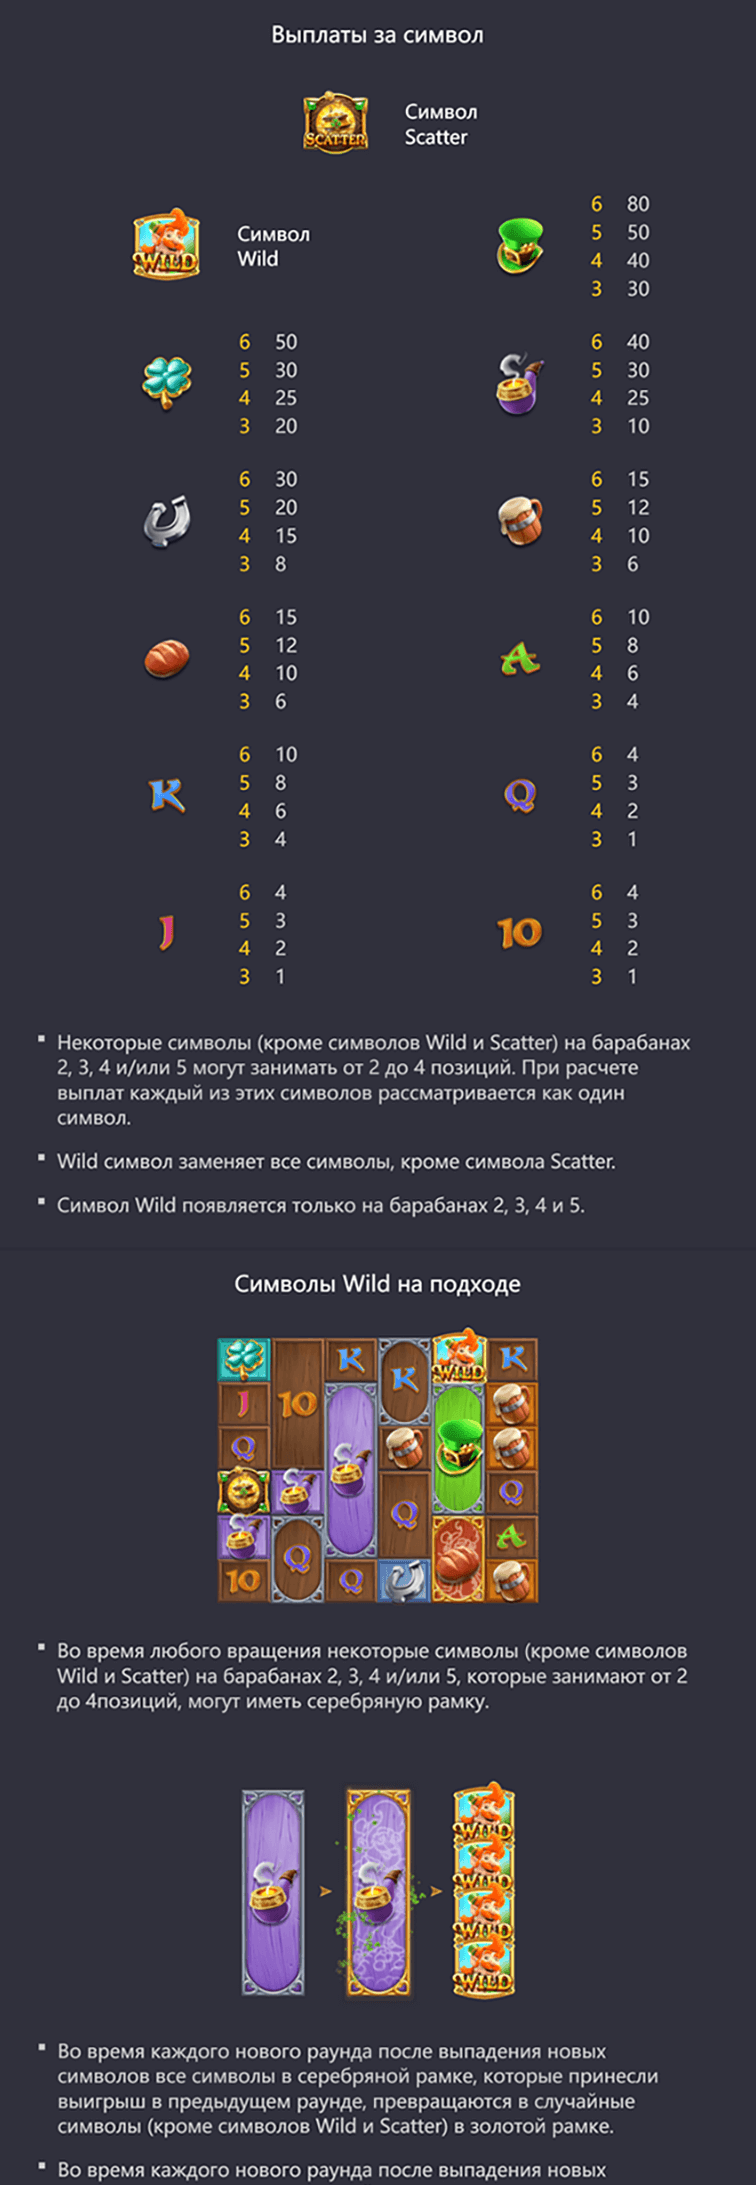 Выплаты за символ
SCATTER
Символ
Scatter
WILD
Символ
Wild
6 80
5 50
4 40
3 30
6 50
5 30
4 25
3 20
6 40
5 30
4 25
3 10
6 30
5 20
4 15
3 8
6 15
5 12
4 10
3 6
6 15
5 12
4 10
3 6
A
6 10
5 8
6 6
3 4
K
6 10
5 8
4 6
3 4
Q
6 4
5 3
4 2
3 1
J
6 4
5 3
4 2
3 1
10
6 4
5 3
4 2
3 1
Некоторые символы (кроме символов Wild и Scatter) на барабанах
2, 3, 4 и/или 5 могут занимать от 2 до 4 позиций. При расчете
выплат каждый из этих символов рассматривается как один
символ.
Wild символ заменяет все символы, кроме символа Scatter.
Символ Wild появляется только на барабанах 2, 3, 4 и 5.
Символы Wild на подходе
K K WILD K
J 10
Q
Q Q
Q A
10 Q
Во время любого вращения некоторые символы (кроме символов
Wild и Scatter) на барабанах 2, 3, 4 и/или 5, которые занимают от 2
до 4позиций, могут иметь серебряную рамку.
WILD
WILD
WILD
WILD
Во время каждого нового раунда после выпадения новых
символов все символы в серебряной рамке, которые принесли
выигрыш в предыдущем раунде, превращаются в случайные
символы (кроме символов Wild и Scatter) в золотой рамке.
Во время каждого нового раунда после выпадения новых